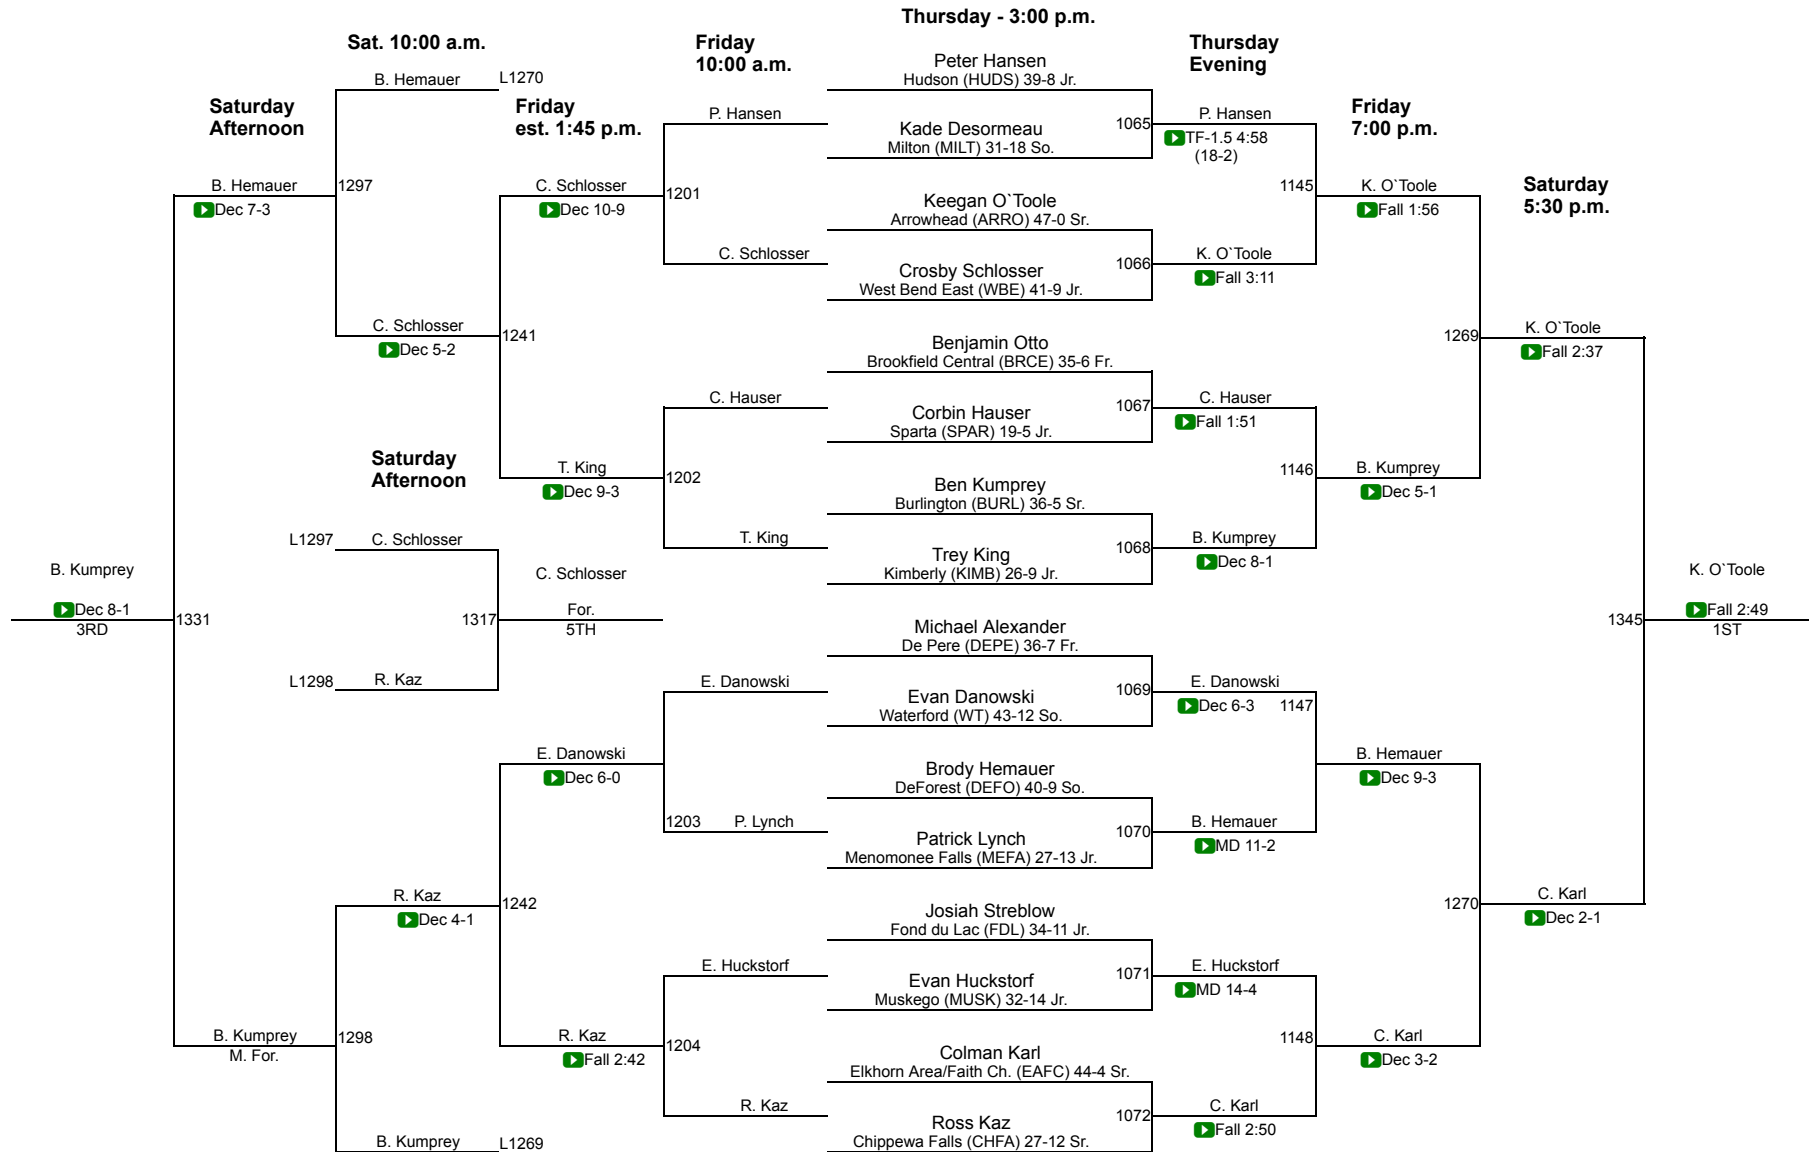 Thursday - 3:00 p.m.
Sat. 10:00 a.m.
Friday
10:00 a.m.
Thursday
Evening
Saturday
Afternoon
Friday
est. 1:45 p.m.
Friday
7:00 p.m.
Saturday
5:30 p.m.
Saturday
Afternoon
B. Hemauer
L1270
B. Hemauer
Dec 7-3
1297
C. Schlosser
Dec 5-2
1241
C. Schlosser
Dec 10-9
1201
P. Hansen
C. Schlosser
T. King
Dec 9-3
1202
C. Hauser
T. King
L1297
C. Schlosser
L1298
R. Kaz
1317
C. Schlosser
For.
5TH
B. Kumprey
Dec 8-1
3RD
1331
E. Danowski
Dec 6-0
1203
E. Danowski
P. Lynch
R. Kaz
Dec 4-1
1242
R. Kaz
Fall 2:42
1204
E. Huckstorf
R. Kaz
B. Kumprey
M. For.
1298
B. Kumprey
L1269
Peter Hansen
Hudson (HUDS) 39-8 Jr.
Kade Desormeau
Milton (MILT) 31-18 So.
1065
Keegan O`Toole
Arrowhead (ARRO) 47-0 Sr.
Crosby Schlosser
West Bend East (WBE) 41-9 Jr.
1066
Benjamin Otto
Brookfield Central (BRCE) 35-6 Fr.
Corbin Hauser
Sparta (SPAR) 19-5 Jr.
1067
Ben Kumprey
Burlington (BURL) 36-5 Sr.
Trey King
Kimberly (KIMB) 26-9 Jr.
1068
Michael Alexander
De Pere (DEPE) 36-7 Fr.
Evan Danowski
Waterford (WT) 43-12 So.
1069
Brody Hemauer
DeForest (DEFO) 40-9 So.
Patrick Lynch
Menomonee Falls (MEFA) 27-13 Jr.
1070
Josiah Streblow
Fond du Lac (FDL) 34-11 Jr.
Evan Huckstorf
Muskego (MUSK) 32-14 Jr.
1071
Colman Karl
Elkhorn Area/Faith Ch. (EAFC) 44-4 Sr.
Ross Kaz
Chippewa Falls (CHFA) 27-12 Sr.
1072
P. Hansen
TF-1.5 4:58
(18-2)
1145
K. O`Toole
Fall 3:11
C. Hauser
Fall 1:51
1146
B. Kumprey
Dec 8-1
E. Danowski
Dec 6-3
1147
B. Hemauer
MD 11-2
E. Huckstorf
MD 14-4
1148
C. Karl
Fall 2:50
K. O`Toole
Fall 1:56
1269
B. Kumprey
Dec 5-1
B. Hemauer
Dec 9-3
1270
C. Karl
Dec 3-2
K. O`Toole
Fall 2:37
1345
C. Karl
Dec 2-1
K. O`Toole
Fall 2:49
1ST